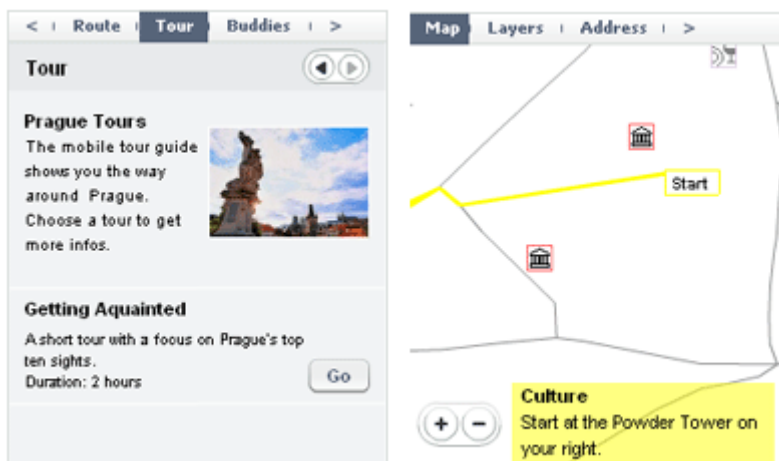 < Route Tour Buddies >
Tour
Prague Tours
The mobile tour guide
shows you the way
around Prague.
Choose a tour to get
more infos.
Getting Aquainted
A short tour with a focus on Prague's top
ten sights.
Duration: 2 hours
Go
Map Layers Address >
Start
+ −
Culture
Start at the Powder Tower on
your right.